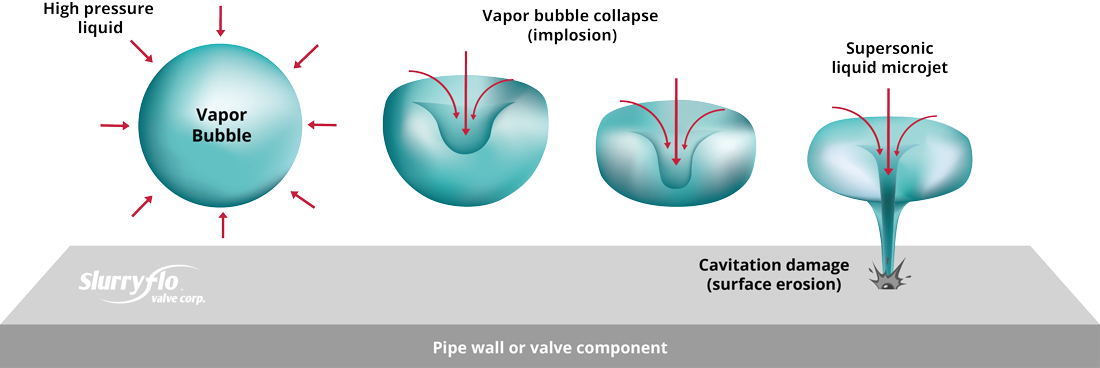 High pressure
liquid
Vapor
Bubble
Vapor bubble collapse
(implosion)
Supersonic
liquid microjet
Cavitation damage
(surface erosion)
Slurryflo
valve corp.
Pipe wall or valve component